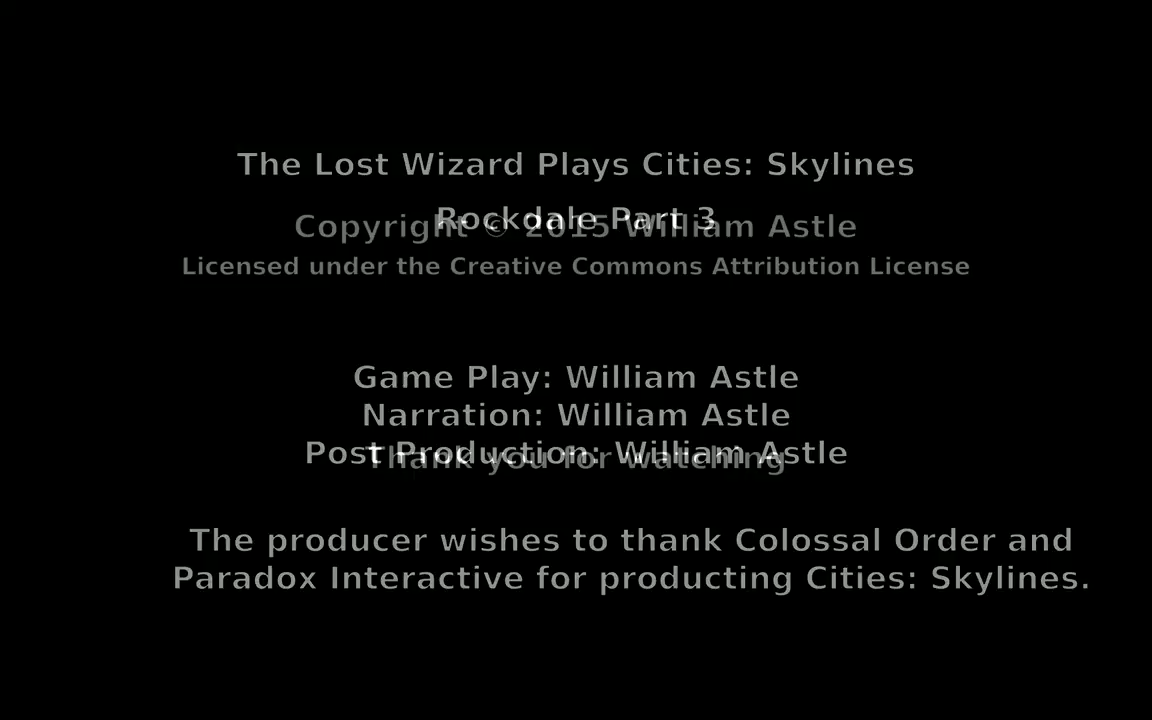 The Lost Wizard Plays Cities: Skylines
Rockdale Part 3
Copyright © 2015 William Astle
Licensed under the Creative Commons Attribution License
Game Play: William Astle
Narration: William Astle
Post Production: William Astle
Thank you for watching
The producer wishes to thank Colossal Order and
Paradox Interactive for producting Cities: Skylines.